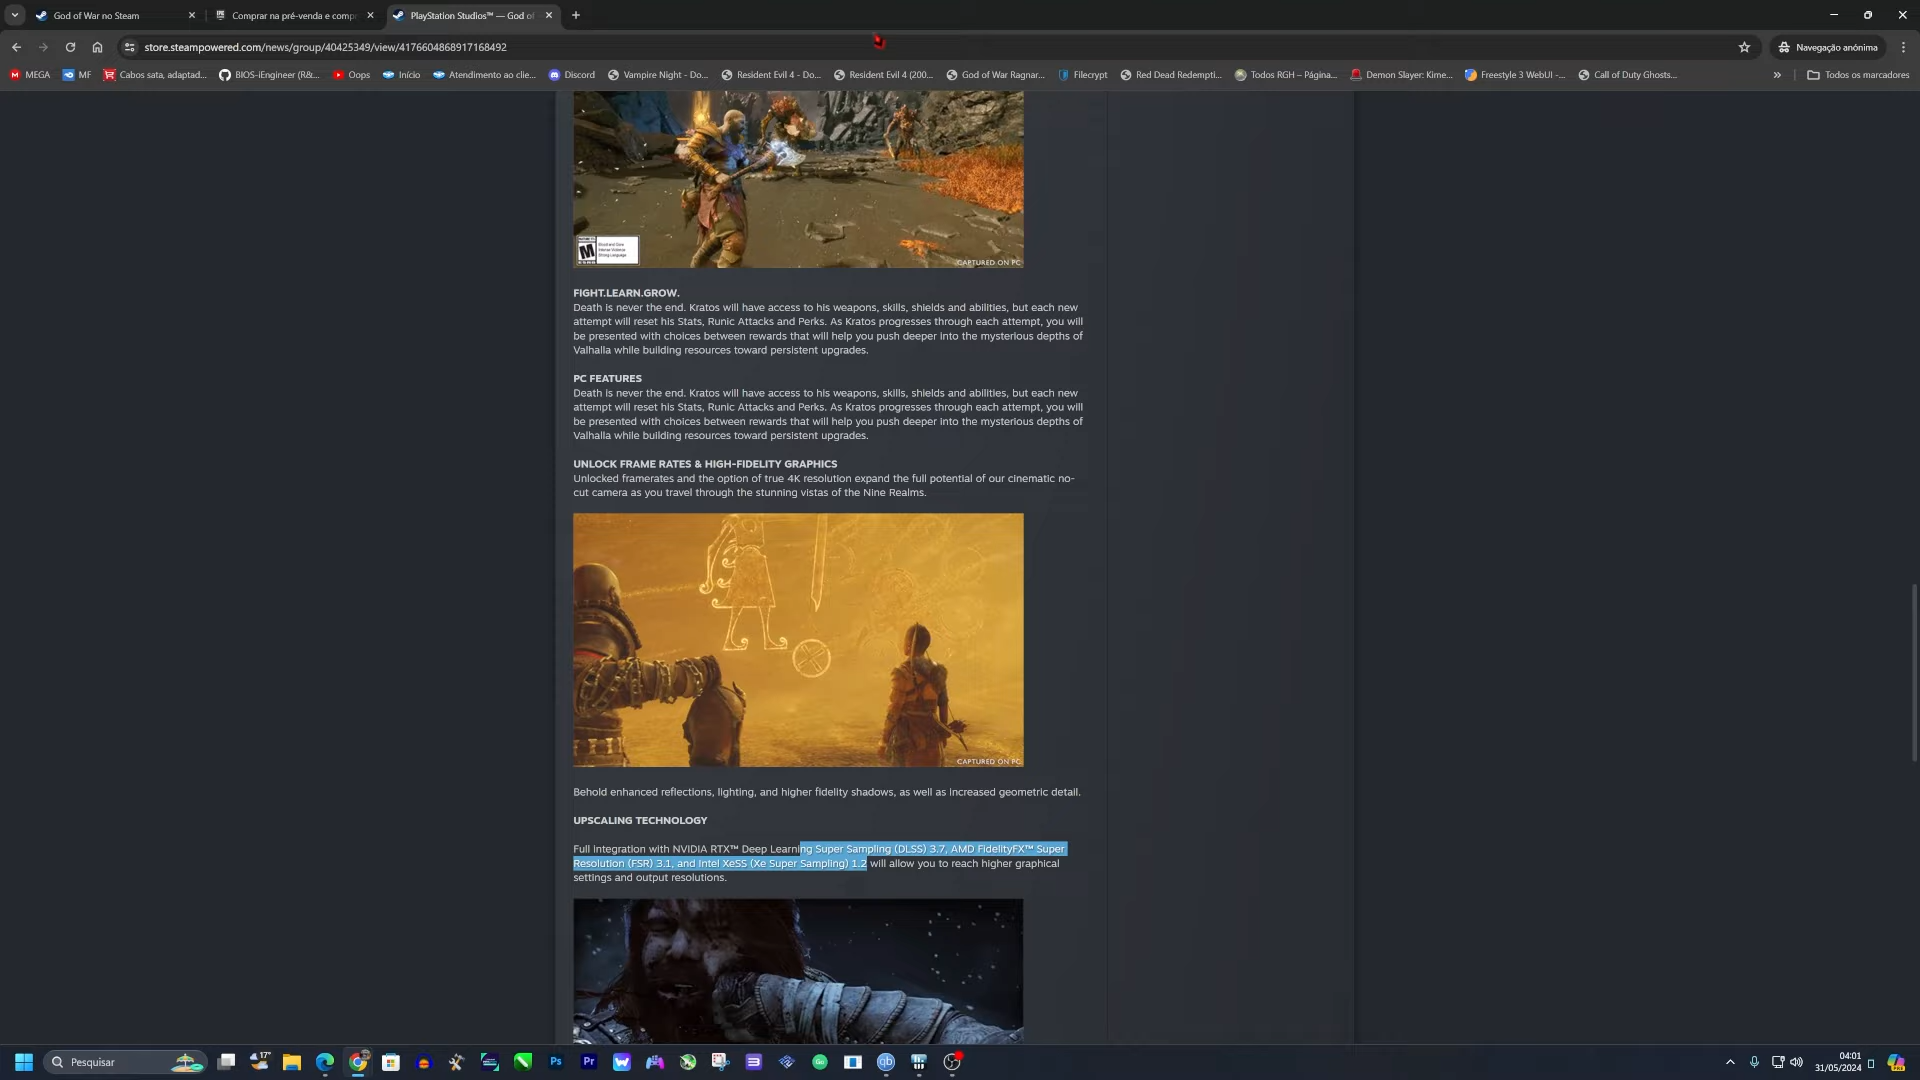 God of War no Steam
Comprar na pré-venda e comp
PlayStation Studios™ — God of
store.steampowered.com/news/group/40425349/view/4176604868917168492
Navegação anónima
MEGA
MF
Cabos sata, adaptad...
BIOS-iEngineer (R&...
Oops
Início
Atendimento ao clie...
Discord
Vampire Night - Do...
Resident Evil 4 - Do...
Resident Evil 4 (200...
God of War Ragnar...
Filecrypt
Red Dead Redempti...
Todos RGH – Página...
Demon Slayer: Kime...
Freestyle 3 WebUI -...
Call of Duty Ghosts...
»
Todos os marcadores
M
Blood and Gore
Intense Violence
Strong Language
CAPTURED ON PC
FIGHT.LEARN.GROW.
Death is never the end. Kratos will have access to his weapons, skills, shields and abilities, but each new
attempt will reset his Stats, Runic Attacks and Perks. As Kratos progresses through each attempt, you will
be presented with choices between rewards that will help you push deeper into the mysterious depths of
Valhalla while building resources toward persistent upgrades.
PC FEATURES
Death is never the end. Kratos will have access to his weapons, skills, shields and abilities, but each new
attempt will reset his Stats, Runic Attacks and Perks. As Kratos progresses through each attempt, you will
be presented with choices between rewards that will help you push deeper into the mysterious depths of
Valhalla while building resources toward persistent upgrades.
UNLOCK FRAME RATES & HIGH-FIDELITY GRAPHICS
Unlocked framerates and the option of true 4K resolution expand the full potential of our cinematic no-
cut camera as you travel through the stunning vistas of the Nine Realms.
CAPTURED ON PC
Behold enhanced reflections, lighting, and higher fidelity shadows, as well as increased geometric detail.
UPSCALING TECHNOLOGY
Full integration with NVIDIA RTX™ Deep Learning Super Sampling (DLSS) 3.7, AMD FidelityFX™ Super
Resolution (FSR) 3.1, and Intel XeSS (Xe Super Sampling) 1.2 will allow you to reach higher graphical
settings and output resolutions.
Pesquisar
17°
Ps
Pr
qb
04:01
31/05/2024